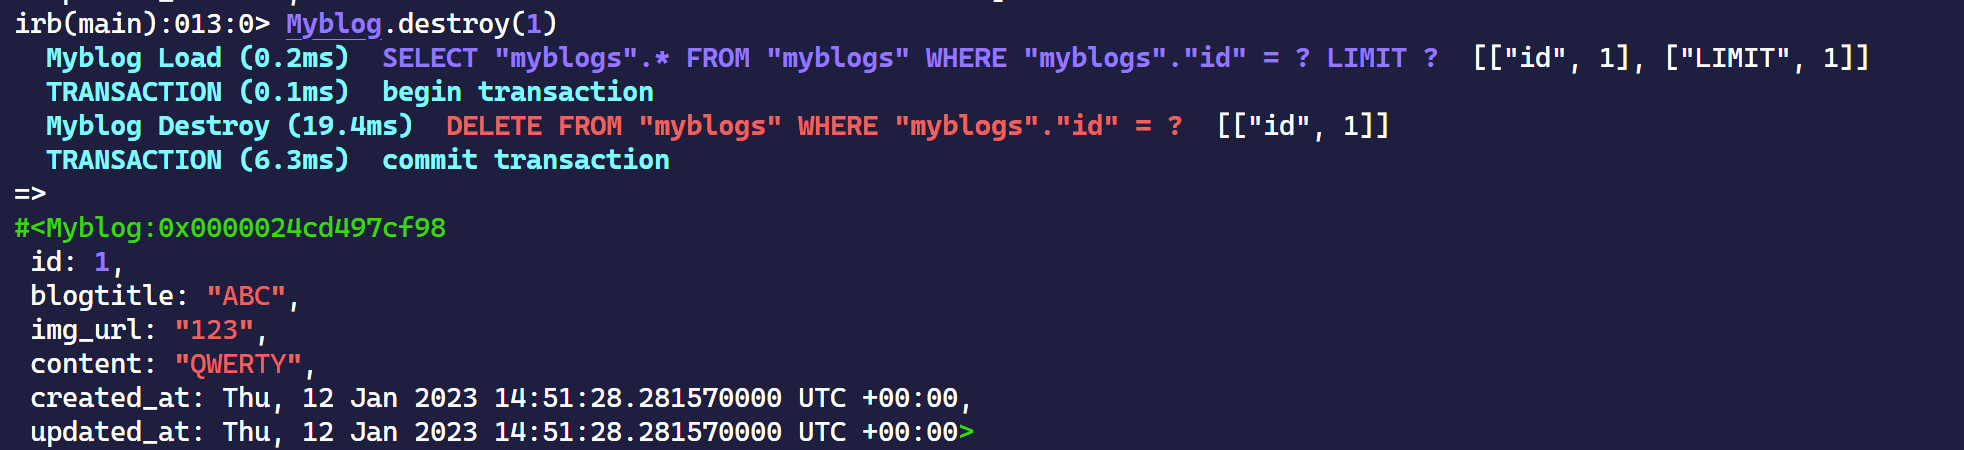 irb(main):013:0> Myblog.destroy(1)
  Myblog Load (0.2ms)  SELECT "myblogs".* FROM "myblogs" WHERE "myblogs"."id" = ? LIMIT ?  [["id", 1], ["LIMIT", 1]]
  TRANSACTION (0.1ms)  begin transaction
  Myblog Destroy (19.4ms)  DELETE FROM "myblogs" WHERE "myblogs"."id" = ?  [["id", 1]]
  TRANSACTION (6.3ms)  commit transaction
=>
#<Myblog:0x0000024cd497cf98
 id: 1,
 blogtitle: "ABC",
 img_url: "123",
 content: "QWERTY",
 created_at: Thu, 12 Jan 2023 14:51:28.281570000 UTC +00:00,
 updated_at: Thu, 12 Jan 2023 14:51:28.281570000 UTC +00:00>